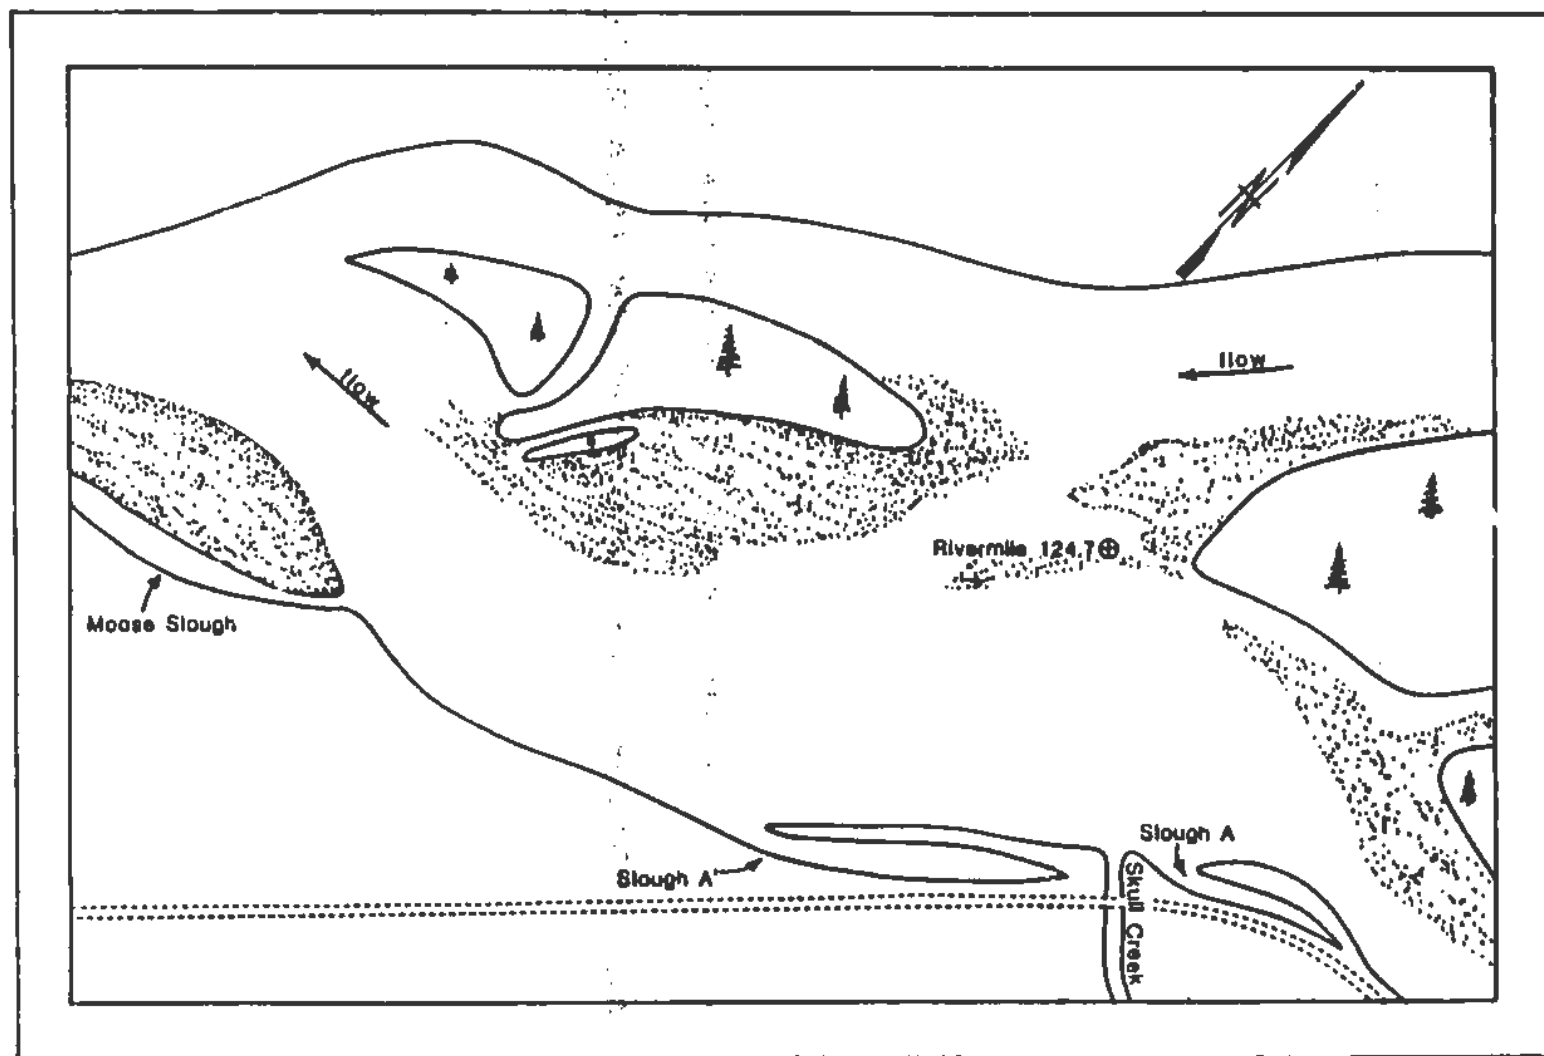 flow
flow
Rivermile 124.7
Moose Slough
Slough A
Slough A'
Skull Creek